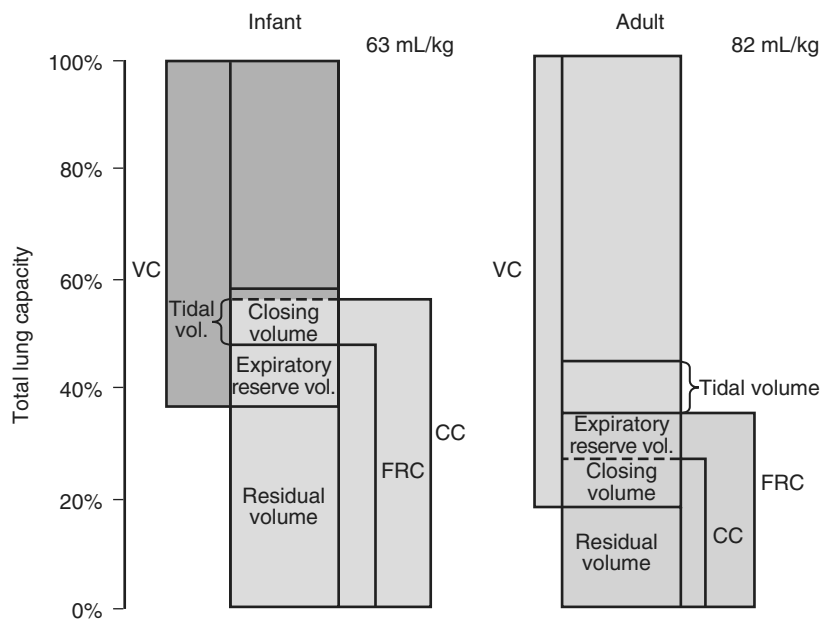 Infant
63 mL/kg
Adult
82 mL/kg
Total lung capacity
100%
80%
60%
40%
20%
0%
VC
Tidal
vol.
Closing
volume
Expiratory
reserve vol.
Residual
volume
FRC
CC
VC
Tidal volume
Expiratory
reserve vol.
Closing
volume
Residual
volume
CC
FRC